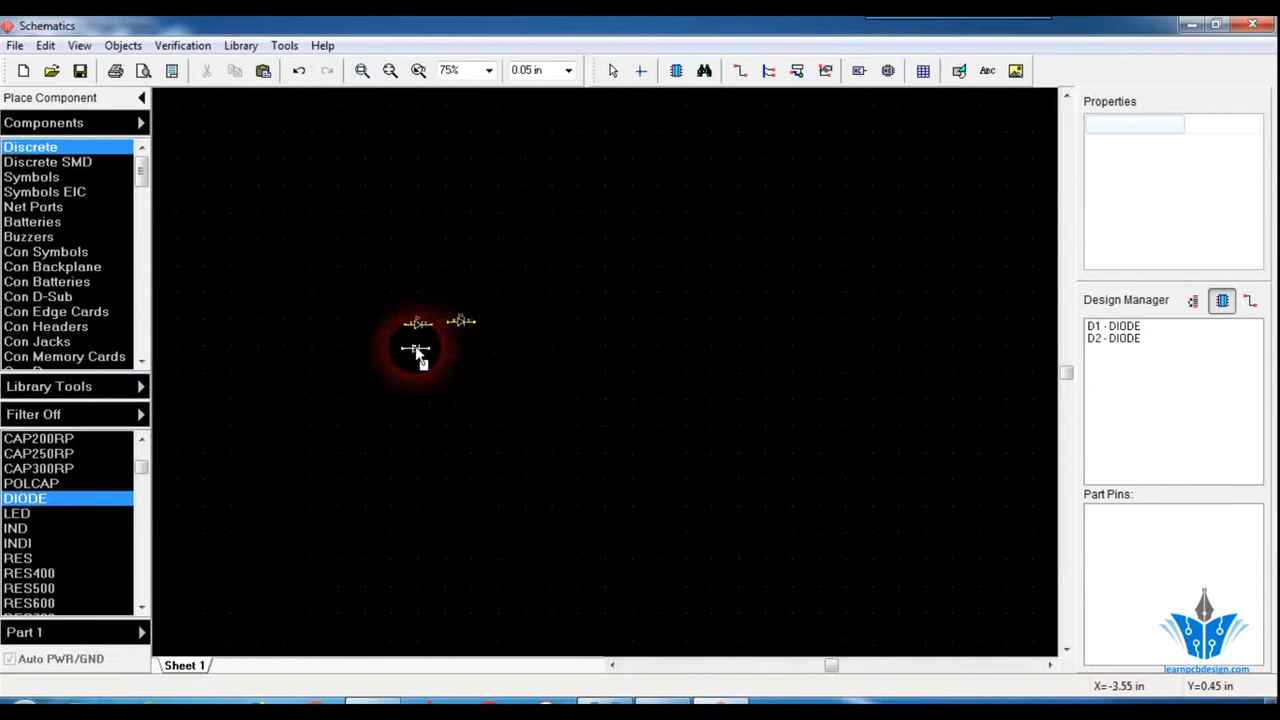 Schematics
File Edit View Objects Verification Library Tools Help
75% 0.05 in ABC
Place Component
Components
Discrete
Discrete SMD
Symbols
Symbols EIC
Net Ports
Batteries
Buzzers
Con Symbols
Con Backplane
Con Batteries
Con D-Sub
Con Edge Cards
Con Headers
Con Jacks
Con Memory Cards
Library Tools
Filter Off
CAP200RP
CAP250RP
CAP300RP
POLCAP
DIODE
LED
IND
INDI
RES
RES400
RES500
RES600
Part 1
Auto PWR/GND
Sheet 1
Properties
Design Manager
D1 - DIODE
D2 - DIODE
Part Pins:
learnpcbdesign.com
X=-3.55 in Y=0.45 in